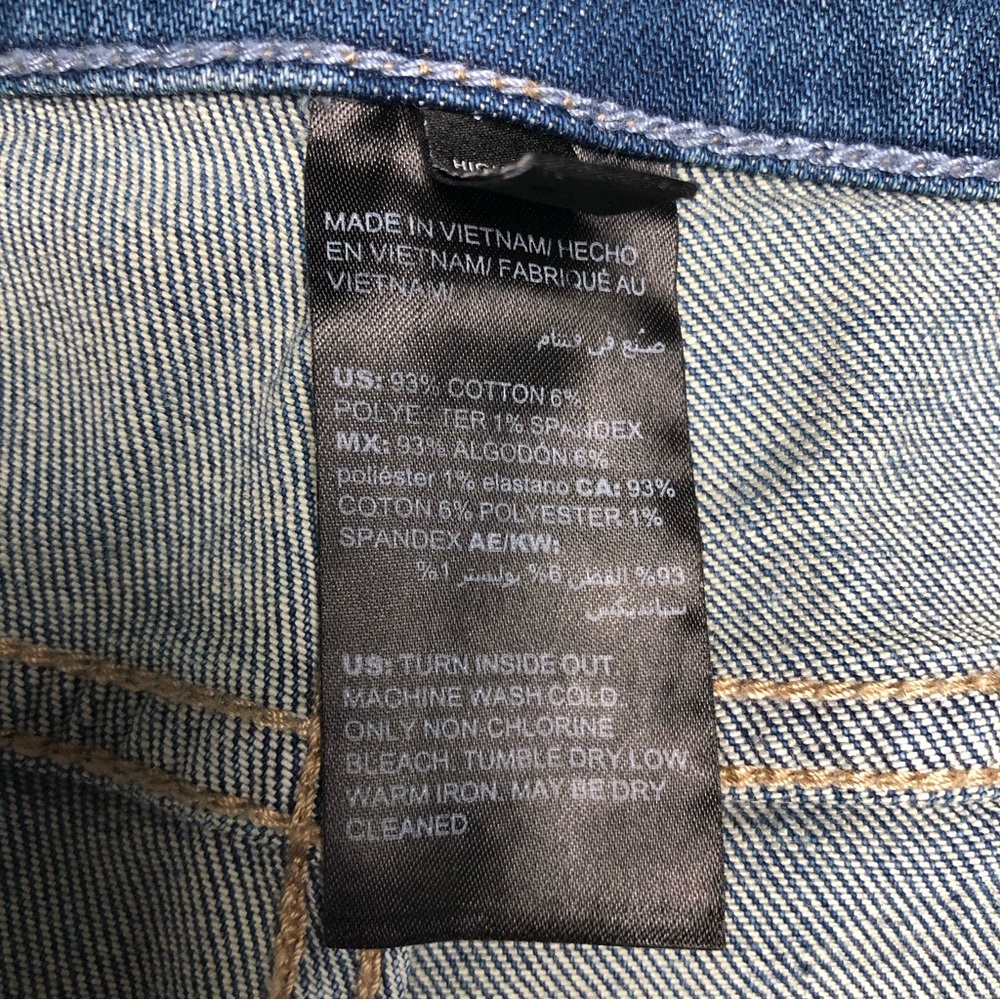 MADE IN VIETNAM/ HECHO
EN VIETNAM/ FABRIQUÉ AU
VIETNAM/
صنع في فيتنام
US: 93% COTTON 6%
POLYESTER 1% SPANDEX
MX: 93% ALGODON 6%
poliéster 1% elastano CA: 93%
COTON 6% POLYESTER 1%
SPANDEX AE/KW:
93% القطن 6% بوليستر 1%
سبانديكس
US: TURN INSIDE OUT
MACHINE WASH COLD
ONLY NON CHLORINE
BLEACH TUMBLE DRY LOW
WARM IRON MAY BE DRY
CLEANED